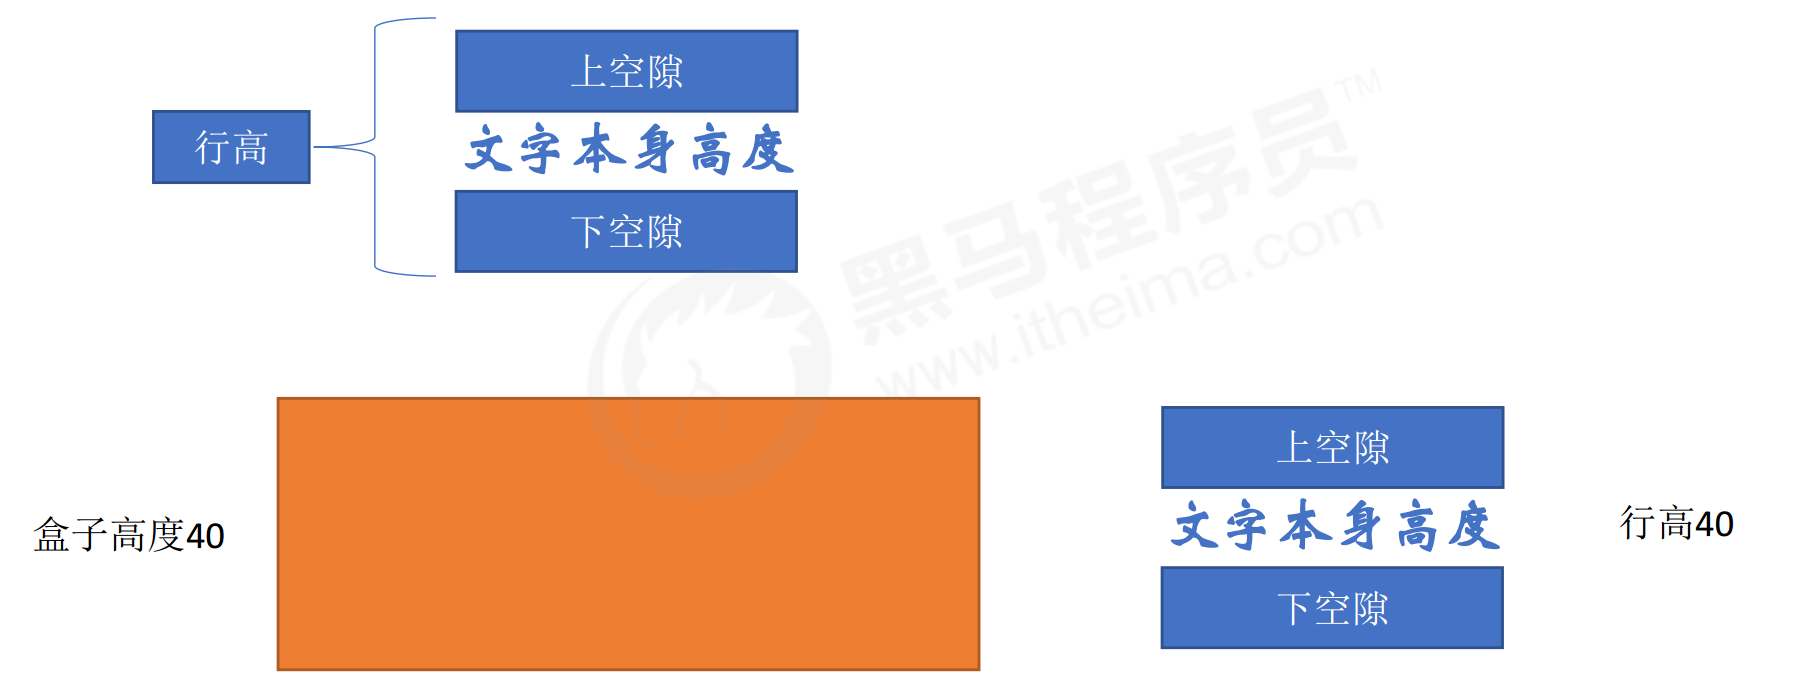 上空隙
行高
文字本身高度
下空隙
黑马程序员™
www.itheima.com
盒子高度40
上空隙
文字本身高度
下空隙
行高40